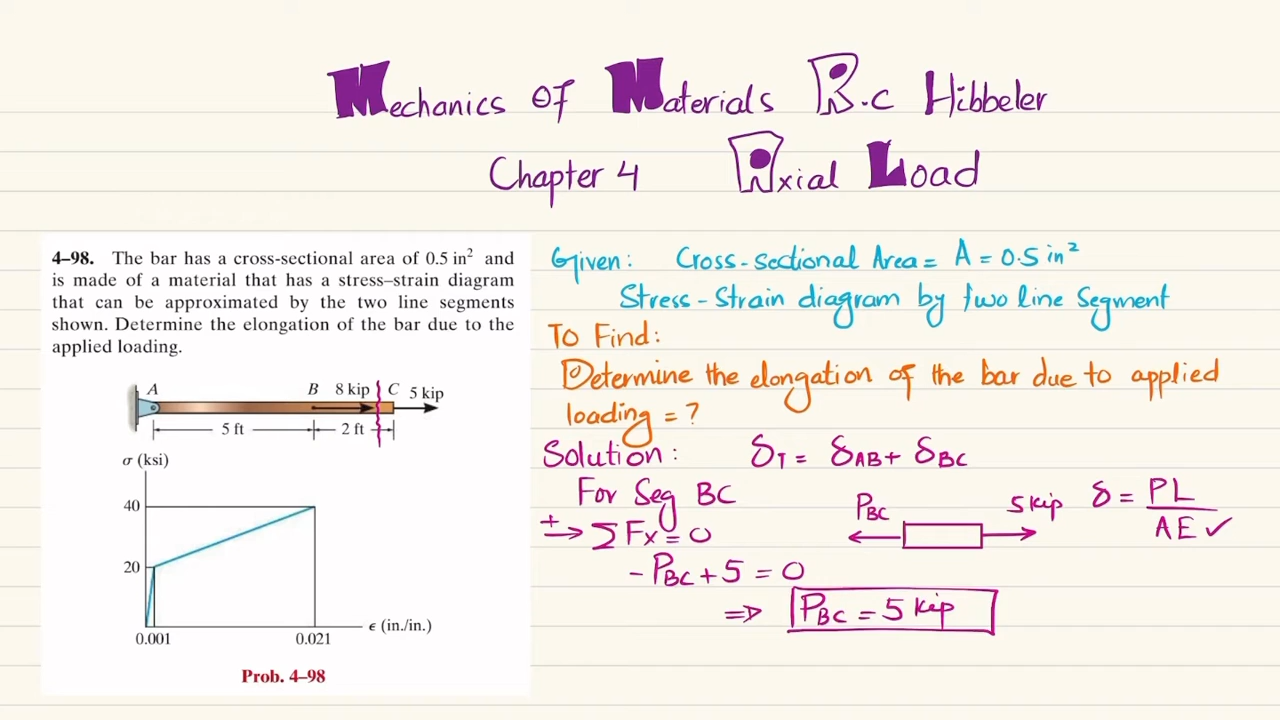 Mechanics Of Materials R.c Hibbeler
Chapter 4 Axial Load
4–98. The bar has a cross-sectional area of 0.5 in² and
is made of a material that has a stress–strain diagram
that can be approximated by the two line segments
shown. Determine the elongation of the bar due to the
applied loading.
A B 8 kip C 5 kip
5 ft 2 ft
σ (ksi)
40
20
ϵ (in./in.)
0.001 0.021
Prob. 4–98
Given: Cross-sectional Area = A = 0.5 in²
Stress-Strain diagram by two line Segment
To Find:
Determine the elongation of the bar due to applied
loading = ?
Solution: δT = δAB + δBC
For Seg BC
PBC 5 kip δ = PL / AE ✓
+→ ΣFx = 0
-PBC + 5 = 0
⇒ PBC = 5 kip